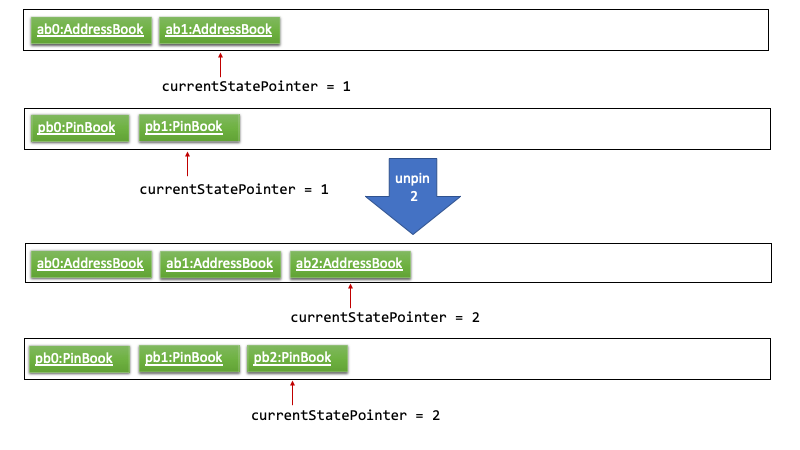 ab0:AddressBook ab1:AddressBook
currentStatePointer = 1
pb0:PinBook pb1:PinBook
currentStatePointer = 1
unpin
2
ab0:AddressBook ab1:AddressBook ab2:AddressBook
currentStatePointer = 2
pb0:PinBook pb1:PinBook pb2:PinBook
currentStatePointer = 2